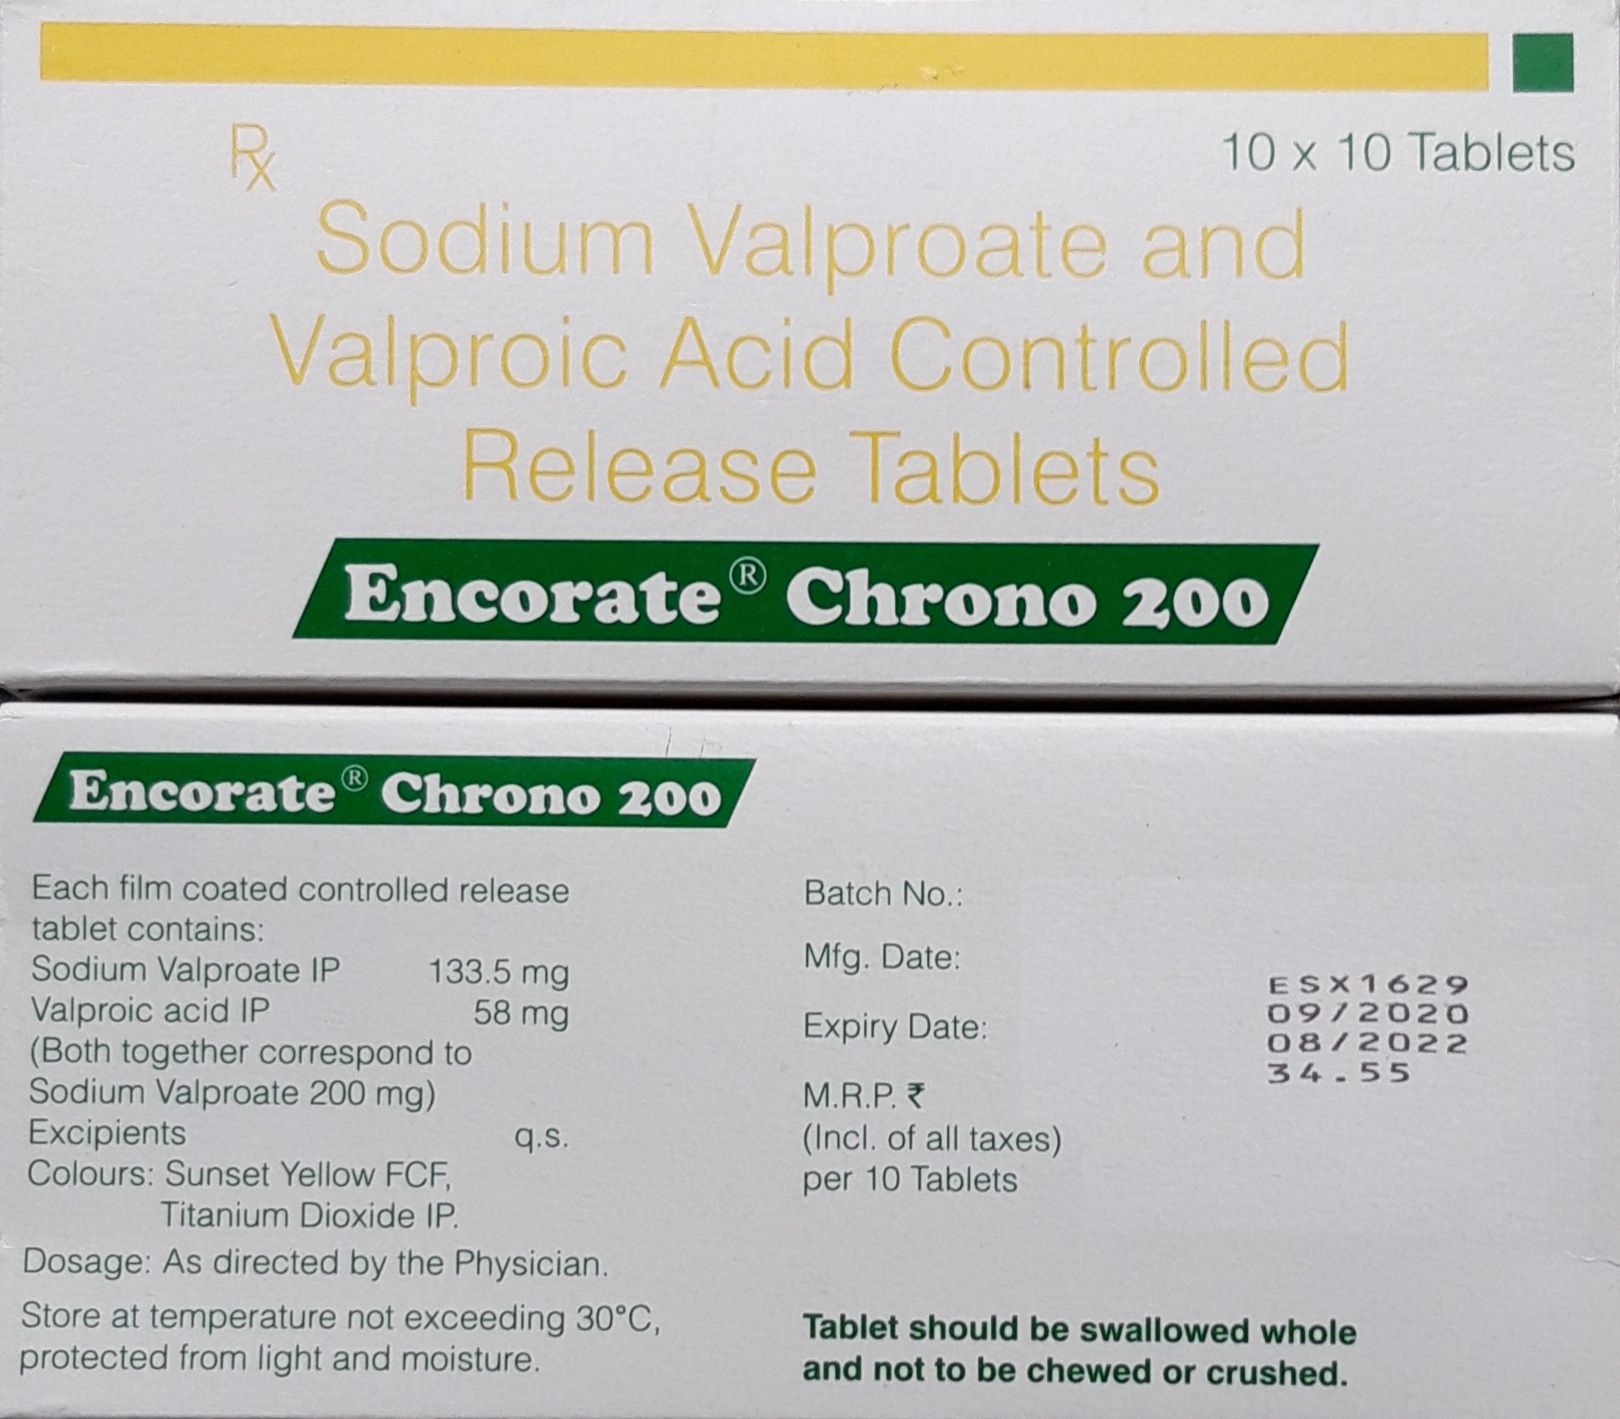 Rx
10 x 10 Tablets
Sodium Valproate and
Valproic Acid Controlled
Release Tablets
Encorate® Chrono 200
Encorate® Chrono 200
Each film coated controlled release
tablet contains:
Sodium Valproate IP 133.5 mg
Valproic acid IP 58 mg
(Both together correspond to
Sodium Valproate 200 mg)
Excipients q.s.
Colours: Sunset Yellow FCF,
Titanium Dioxide IP.
Dosage: As directed by the Physician.
Store at temperature not exceeding 30°C,
protected from light and moisture.
Batch No.:
Mfg. Date:
Expiry Date:
M.R.P. ₹
(Incl. of all taxes)
per 10 Tablets
ESX1629
09/2020
08/2022
34.55
Tablet should be swallowed whole
and not to be chewed or crushed.